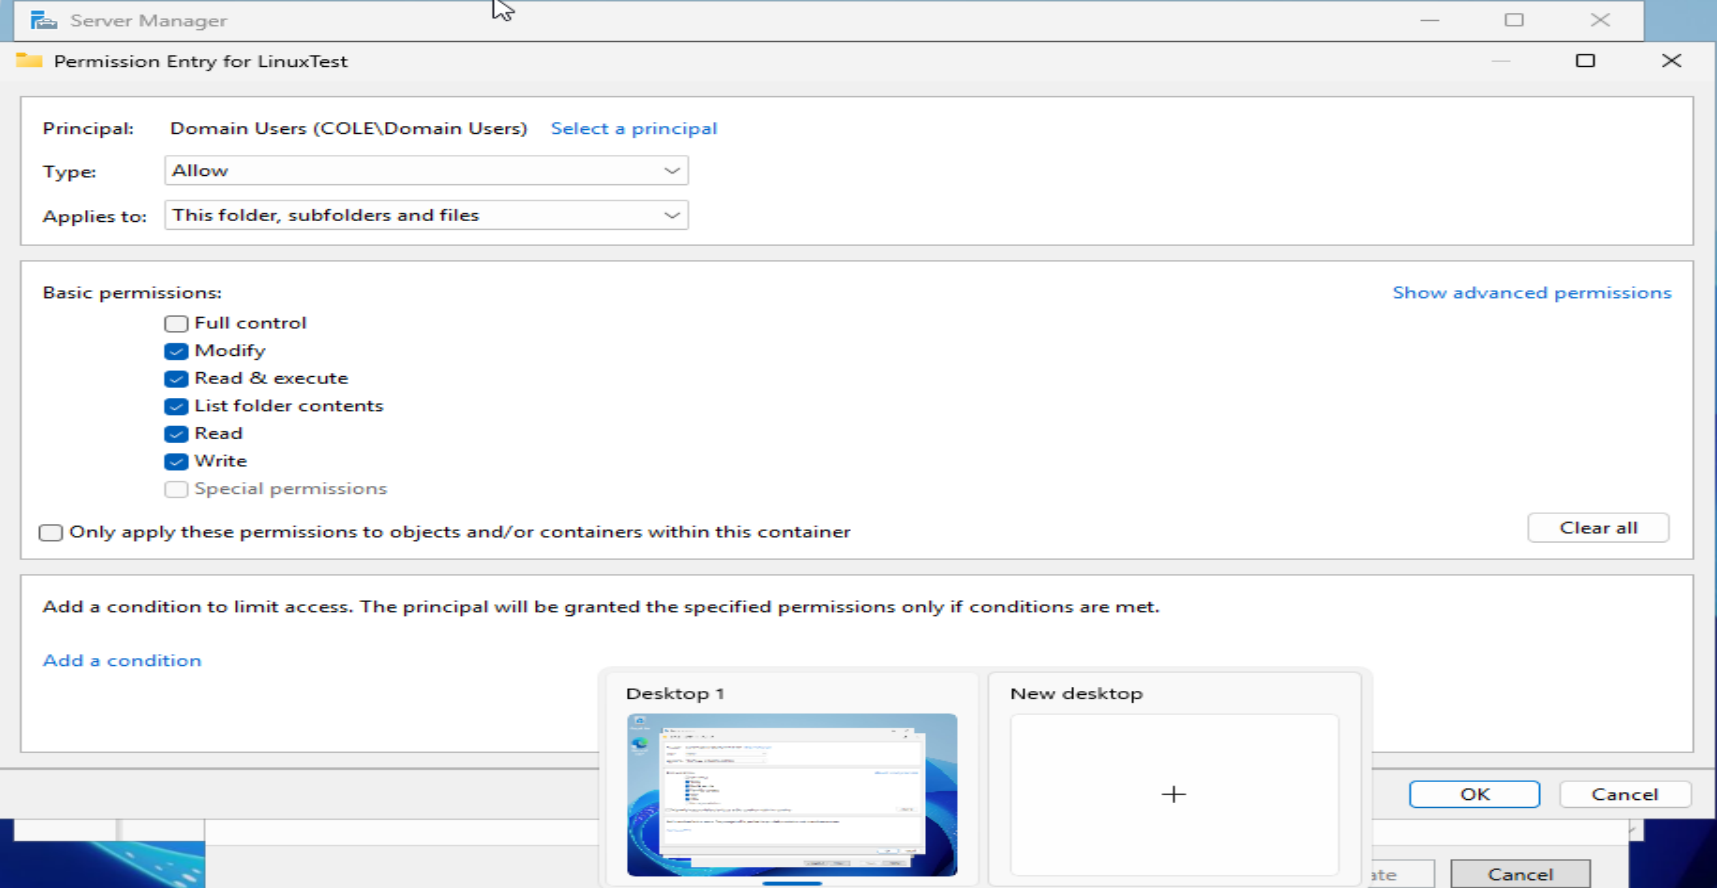 Server Manager
Permission Entry for LinuxTest
Principal: Domain Users (COLE\Domain Users) Select a principal
Type: Allow
Applies to: This folder, subfolders and files
Basic permissions: Show advanced permissions
Full control
Modify
Read & execute
List folder contents
Read
Write
Special permissions
Only apply these permissions to objects and/or containers within this container Clear all
Add a condition to limit access. The principal will be granted the specified permissions only if conditions are met.
Add a condition
Desktop 1 New desktop
OK Cancel
Cancel